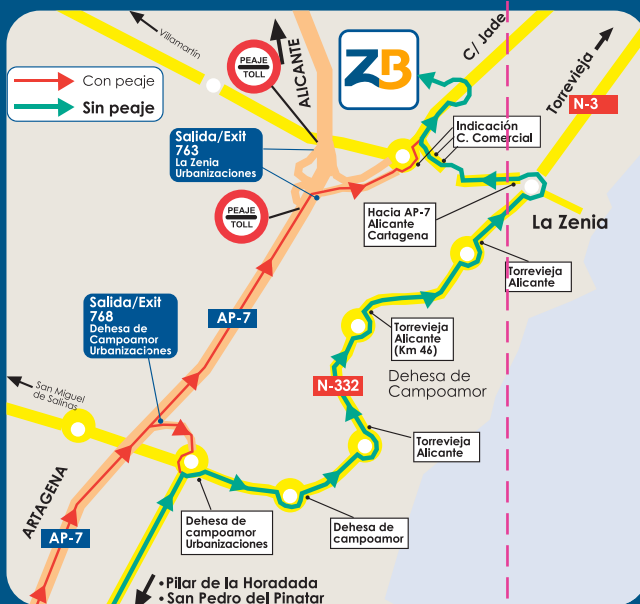 Villamartín
Con peaje
Sin peaje
PEAJE
TOLL
ALICANTE
ZB
C/ Jade
Torrevieja
N-3
Salida/Exit
763
La Zenia
Urbanizaciones
Indicación
C. Comercial
PEAJE
TOLL
Hacia AP-7
Alicante
Cartagena
La Zenia
Torrevieja
Alicante
Salida/Exit
768
Dehesa de
Campoamor
Urbanizaciones
AP-7
Torrevieja
Alicante
(Km 46)
N-332
Dehesa de
Campoamor
San Miguel
de Salinas
Torrevieja
Alicante
ARTAGENA
AP-7
Dehesa de
campoamor
Urbanizaciones
Dehesa de
campoamor
•Pilar de la Horadada
•San Pedro del Pinatar